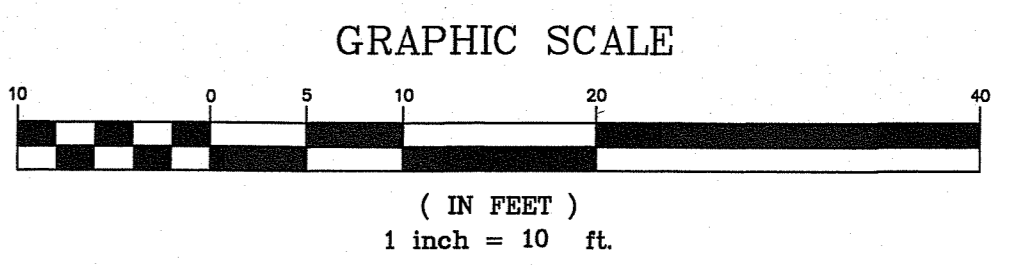 GRAPHIC SCALE
10 0 5 10 20 40
( IN FEET )
1 inch = 10 ft.